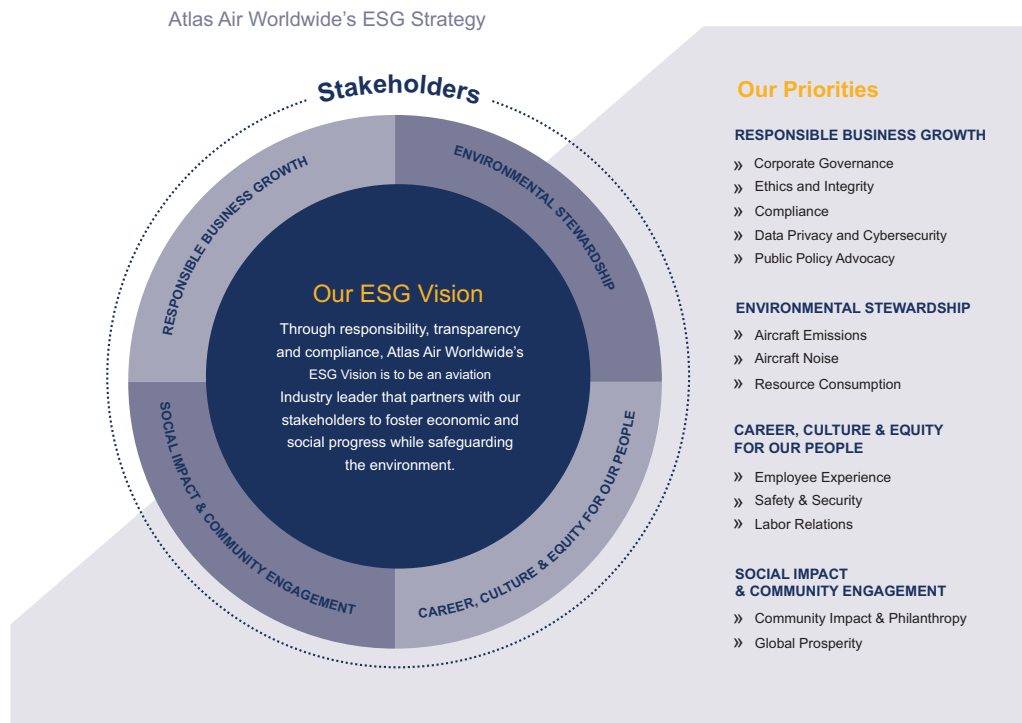 Atlas Air Worldwide's ESG Strategy
Stakeholders
RESPONSIBLE BUSINESS GROWTH
ENVIRONMENTAL STEWARDSHIP
SOCIAL IMPACT & COMMUNITY ENGAGEMENT
CAREER, CULTURE & EQUITY FOR OUR PEOPLE
Our ESG Vision
Through responsibility, transparency
and compliance, Atlas Air Worldwide's
ESG Vision is to be an aviation
Industry leader that partners with our
stakeholders to foster economic and
social progress while safeguarding
the environment.
Our Priorities
RESPONSIBLE BUSINESS GROWTH
» Corporate Governance
» Ethics and Integrity
» Compliance
» Data Privacy and Cybersecurity
» Public Policy Advocacy
ENVIRONMENTAL STEWARDSHIP
» Aircraft Emissions
» Aircraft Noise
» Resource Consumption
CAREER, CULTURE & EQUITY
FOR OUR PEOPLE
» Employee Experience
» Safety & Security
» Labor Relations
SOCIAL IMPACT
& COMMUNITY ENGAGEMENT
» Community Impact & Philanthropy
» Global Prosperity